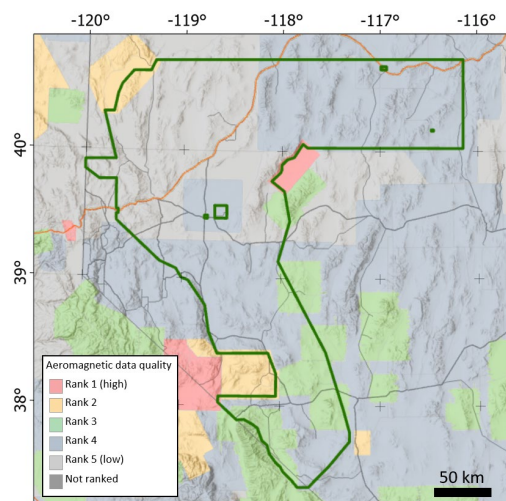 -120° -119° -118° -117° -116°
40°
39°
38°
Aeromagnetic data quality
Rank 1 (high)
Rank 2
Rank 3
Rank 4
Rank 5 (low)
Not ranked
50 km